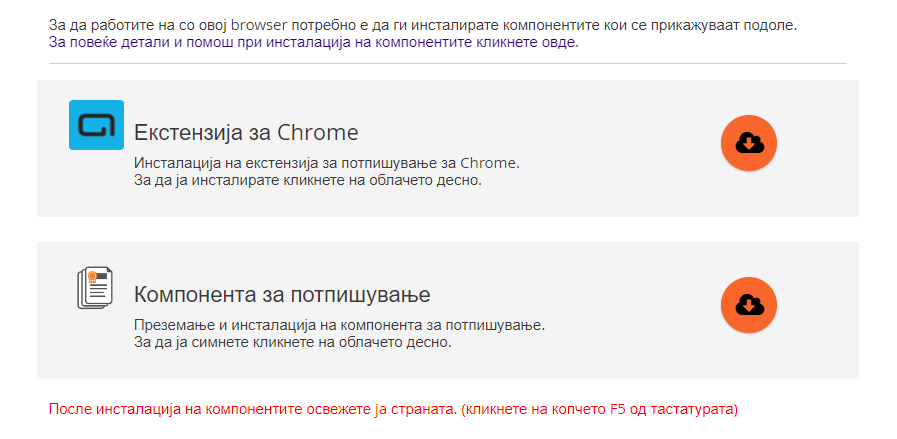 За да работите на со овој browser потребно е да ги инсталирате компонентите кои се прикажуваат подоле.
За повеќе детали и помош при инсталација на компонентите кликнете овде.
Екстензија за Chrome
Инсталација на екстензија за потпишување за Chrome.
За да ја инсталирате кликнете на облачето десно.
Компонента за потпишување
Преземање и инсталација на компонента за потпишување.
За да ја симнете кликнете на облачето десно.
После инсталација на компонентите освежете ја страната. (кликнете на копчето F5 од тастатурата)